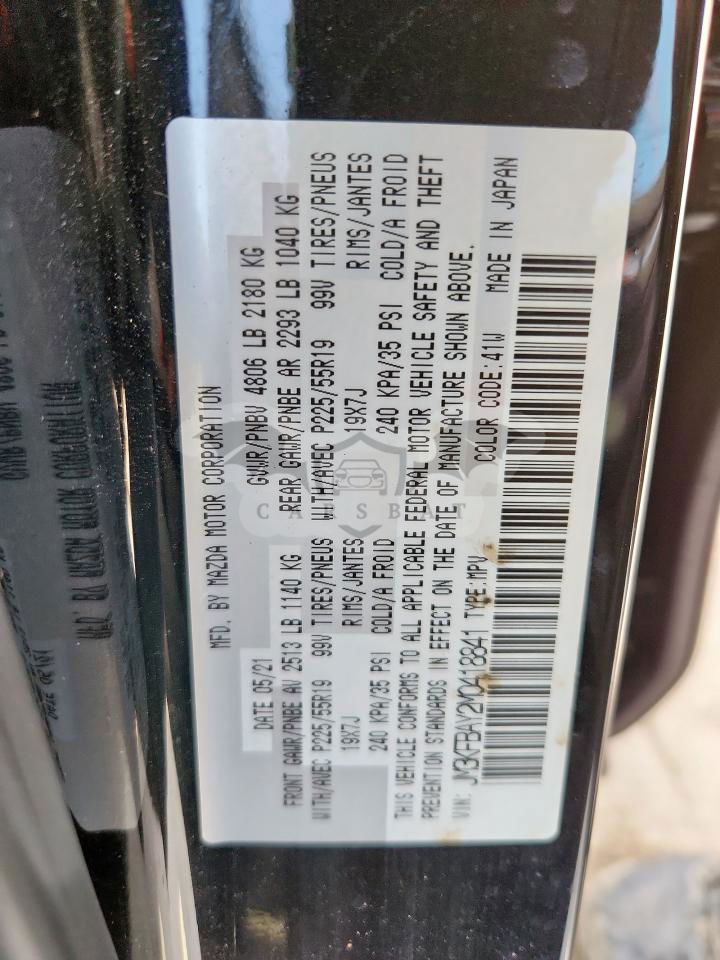 MFD. BY MAZDA MOTOR CORPORATION
DATE 05/21 GVWR/PNBV 4806 LB 2180 KG
FRONT GAWR/PNBE AV 2513 LB 1140 KG REAR GAWR/PNBE AR 2293 LB 1040 KG
WITH/AVEC P225/55R19 99V TIRES/PNEUS WITH/AVEC P225/55R19 99V TIRES/PNEUS
19X7J RIMS/JANTES 19X7J RIMS/JANTES
240 KPA/35 PSI COLD/A FROID 240 KPA/35 PSI COLD/A FROID
THIS VEHICLE CONFORMS TO ALL APPLICABLE FEDERAL MOTOR VEHICLE SAFETY AND THEFT
PREVENTION STANDARDS IN EFFECT ON THE DATE OF MANUFACTURE SHOWN ABOVE.
VIN: JM3KFBAY2M0418841 TYPE:MPV COLOR CODE:41W MADE IN JAPAN
CARSBAT